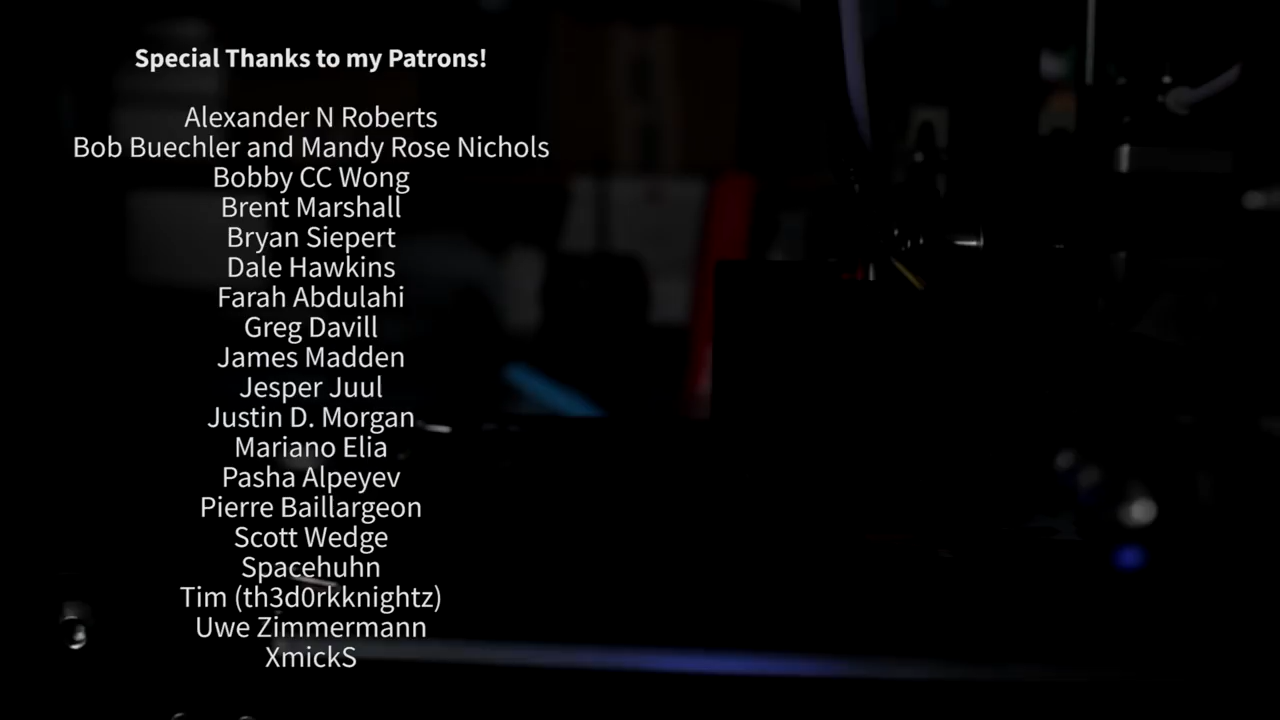 Special Thanks to my Patrons!
Alexander N Roberts
Bob Buechler and Mandy Rose Nichols
Bobby CC Wong
Brent Marshall
Bryan Siepert
Dale Hawkins
Farah Abdulahi
Greg Davill
James Madden
Jesper Juul
Justin D. Morgan
Mariano Elia
Pasha Alpeyev
Pierre Baillargeon
Scott Wedge
Spacehuhn
Tim (th3d0rkknightz)
Uwe Zimmermann
XmickS